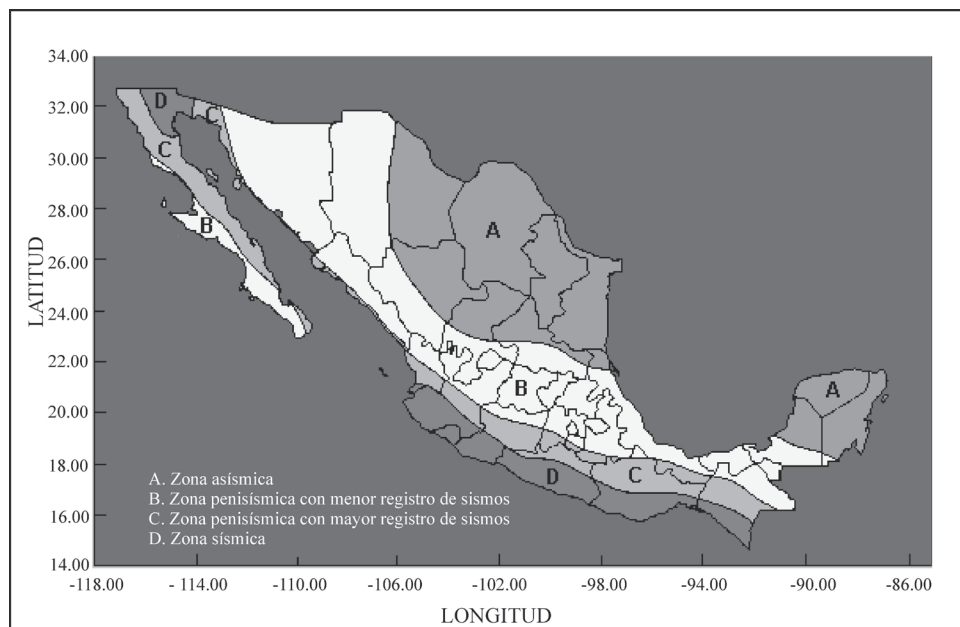 34.00
32.00
30.00
28.00
26.00
24.00
22.00
20.00
18.00
16.00
14.00
LATITUD
D
C
C
B
A
B
A
C
D
A. Zona asísmica
B. Zona penisísmica con menor registro de sismos
C. Zona penisísmica con mayor registro de sismos
D. Zona sísmica
-118.00 - 114.00 -110.00 -106.00 -102.00 -98.00 -94.00 -90.00 -86.00
LONGITUD